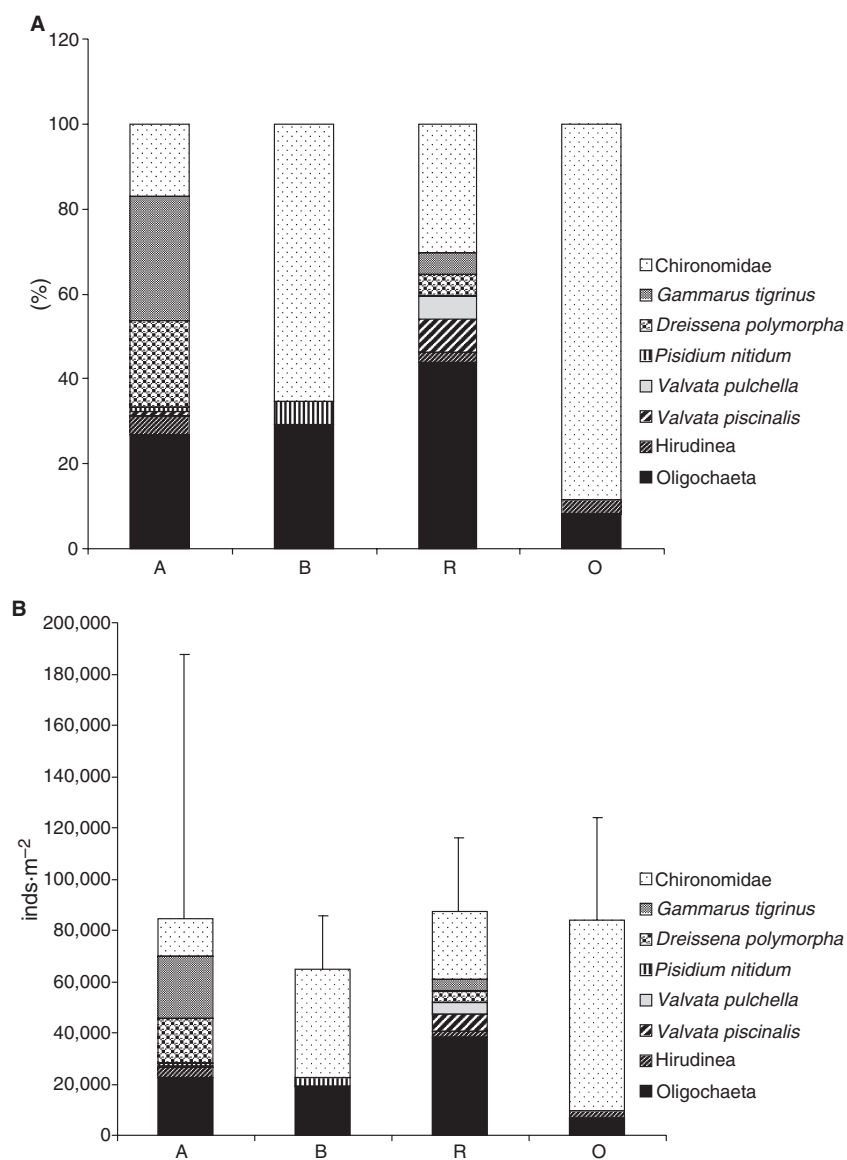 A
120
100
80
60
40
20
0
(%)
A B R O
Chironomidae
Gammarus tigrinus
Dreissena polymorpha
Pisidium nitidum
Valvata pulchella
Valvata piscinalis
Hirudinea
Oligochaeta
B
200,000
180,000
160,000
140,000
120,000
100,000
80,000
60,000
40,000
20,000
0
inds·m⁻²
A B R O
Chironomidae
Gammarus tigrinus
Dreissena polymorpha
Pisidium nitidum
Valvata pulchella
Valvata piscinalis
Hirudinea
Oligochaeta